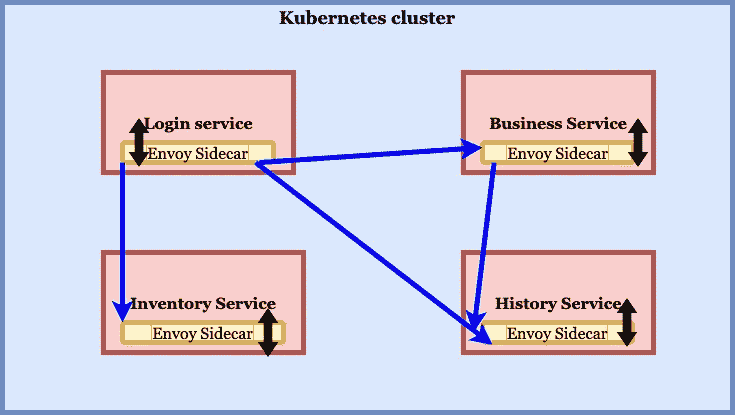 Kubernetes cluster
Login service
Envoy Sidecar
Business Service
Envoy Sidecar
Inventory Service
Envoy Sidecar
History Service
Envoy Sidecar